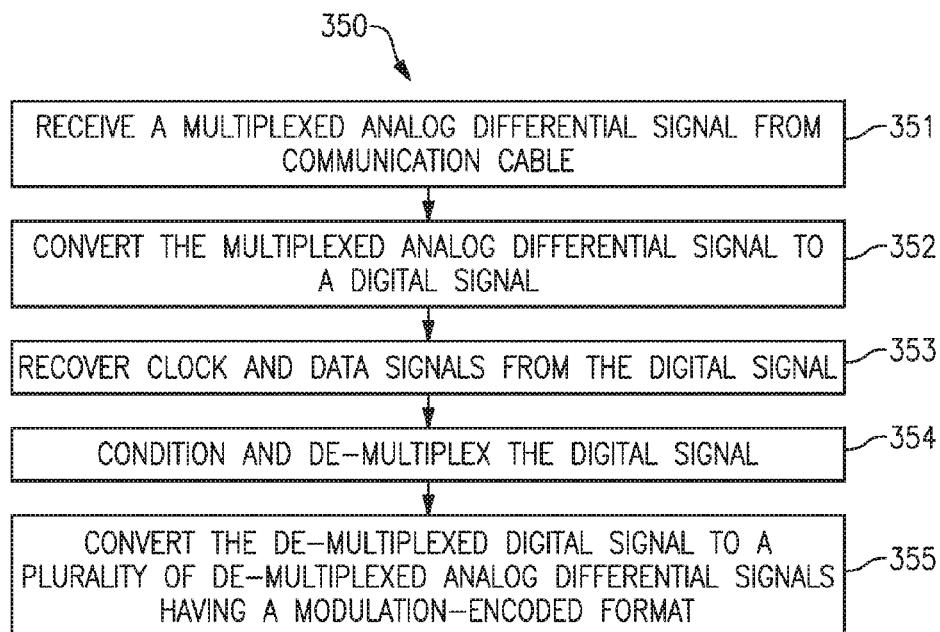 350
RECEIVE A MULTIPLEXED ANALOG DIFFERENTIAL SIGNAL FROM
COMMUNICATION CABLE
351
CONVERT THE MULTIPLEXED ANALOG DIFFERENTIAL SIGNAL TO
A DIGITAL SIGNAL
352
RECOVER CLOCK AND DATA SIGNALS FROM THE DIGITAL SIGNAL
353
CONDITION AND DE-MULTIPLEX THE DIGITAL SIGNAL
354
CONVERT THE DE-MULTIPLEXED DIGITAL SIGNAL TO A
PLURALITY OF DE-MULTIPLEXED ANALOG DIFFERENTIAL SIGNALS
HAVING A MODULATION-ENCODED FORMAT
355